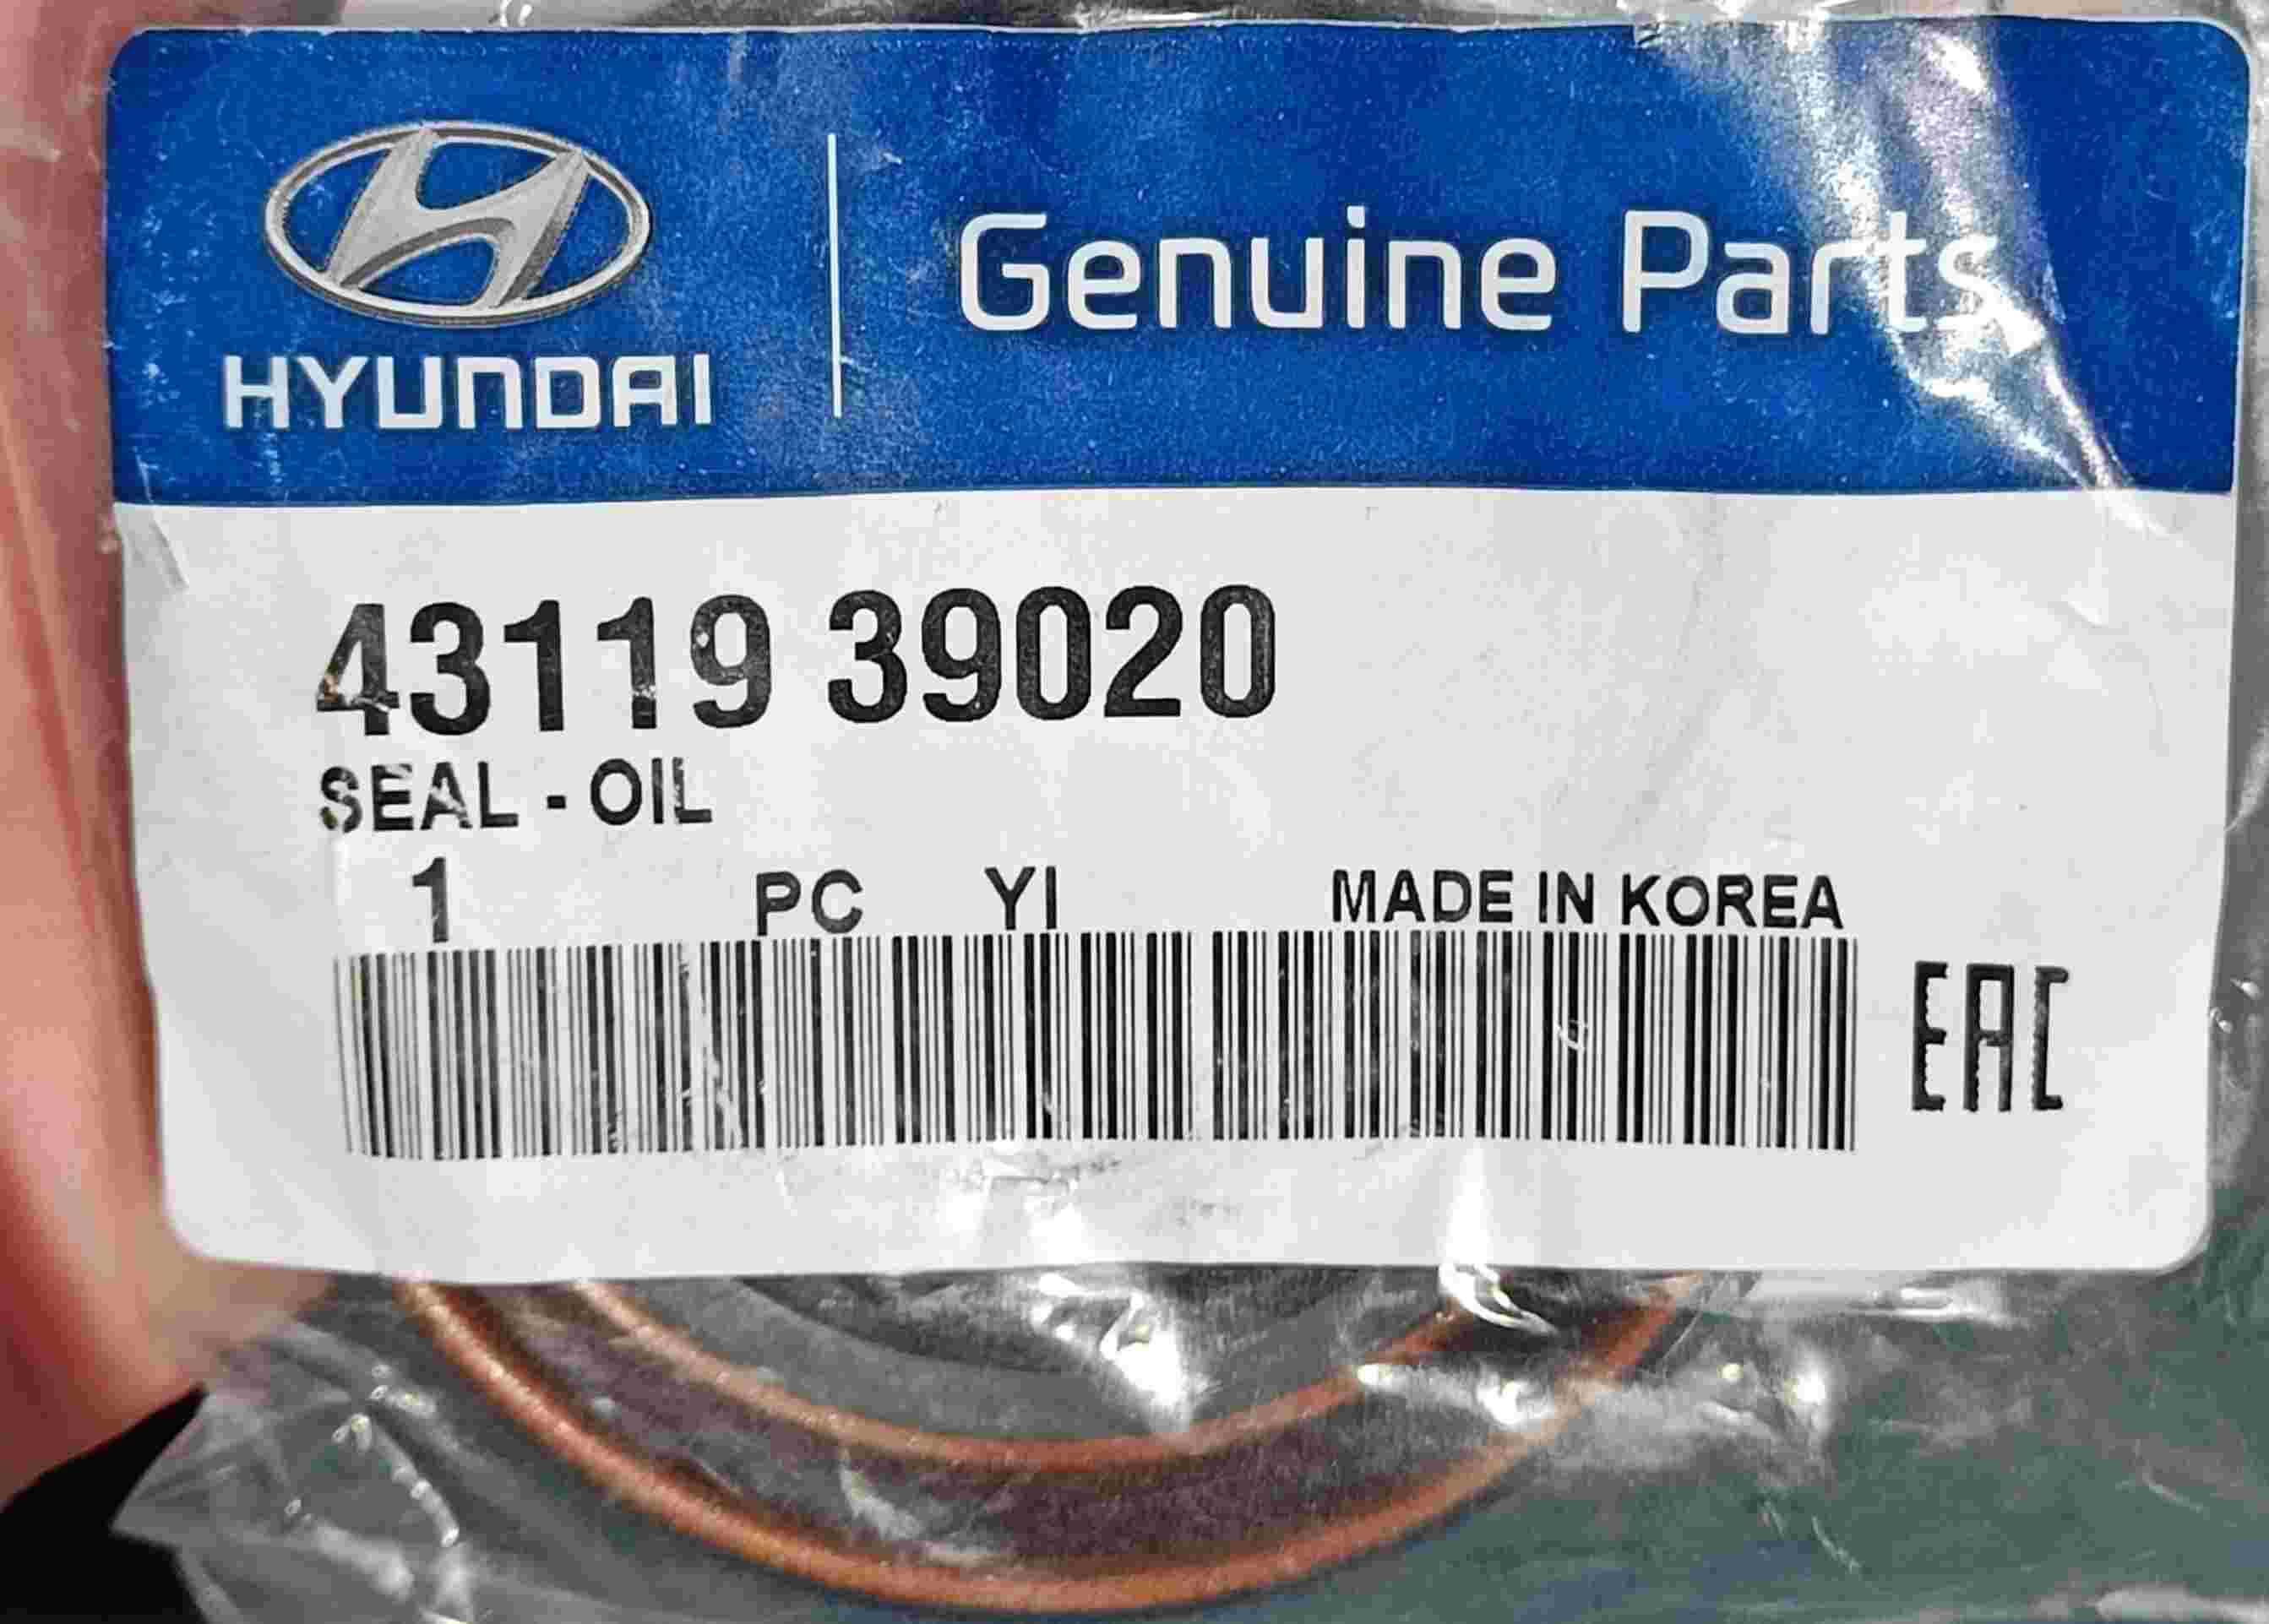 HYUNDAI
Genuine Parts
43119 39020
SEAL - OIL
1 PC YI MADE IN KOREA
EAC